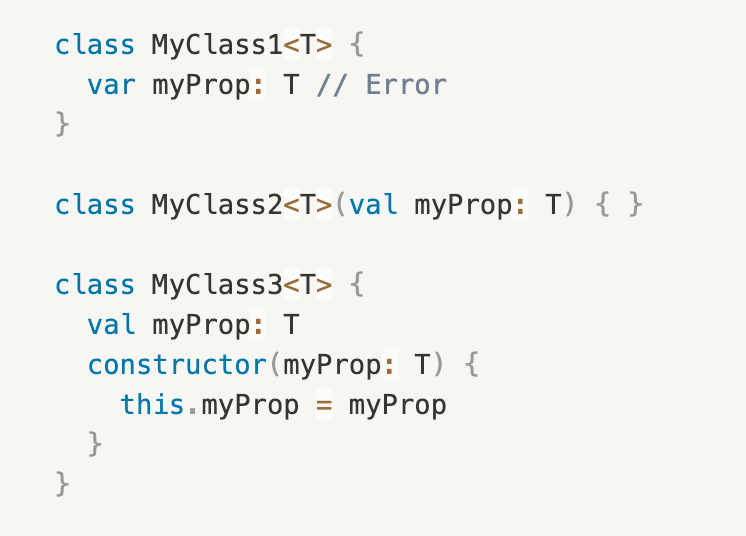 class MyClass1<T> {
  var myProp: T // Error
}

class MyClass2<T>(val myProp: T) { }

class MyClass3<T> {
  val myProp: T
  constructor(myProp: T) {
    this.myProp = myProp
  }
}